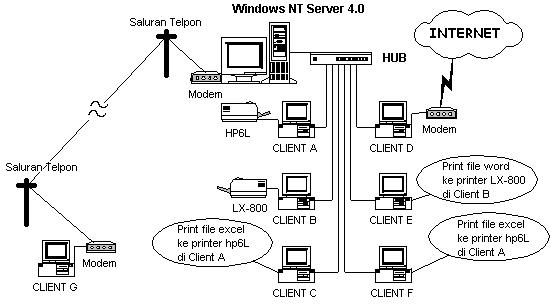 Windows NT Server 4.0
Saluran Telpon
INTERNET
HUB
Modem
HP6L
CLIENT A
CLIENT D
Modem
Saluran Telpon
Print file word
ke printer LX-800
di Client B
LX-800
CLIENT B
CLIENT E
Print file excel
ke printer hp6L
di Client A
Print file excel
ke printer hp6L
di Client A
Modem
CLIENT G
CLIENT C
CLIENT F